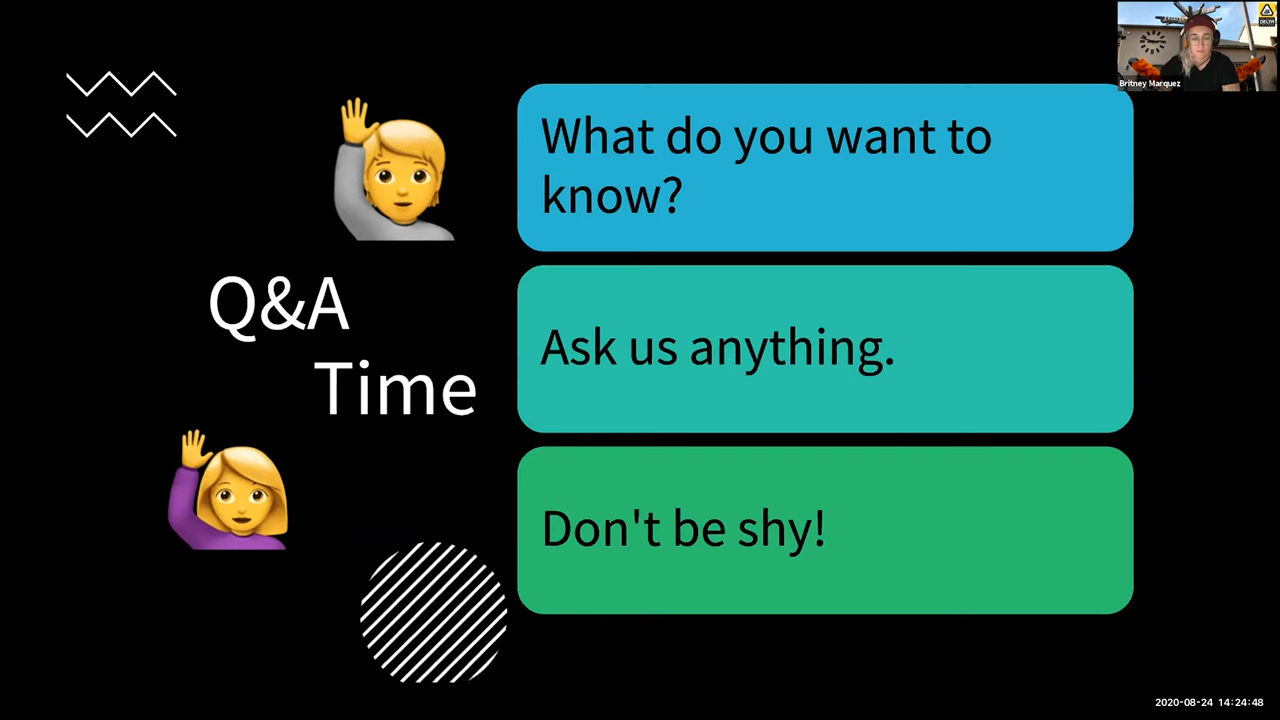 Q&A
Time
What do you want to
know?
Ask us anything.
Don't be shy!
Britney Marquez
2020-08-24 14:24:48